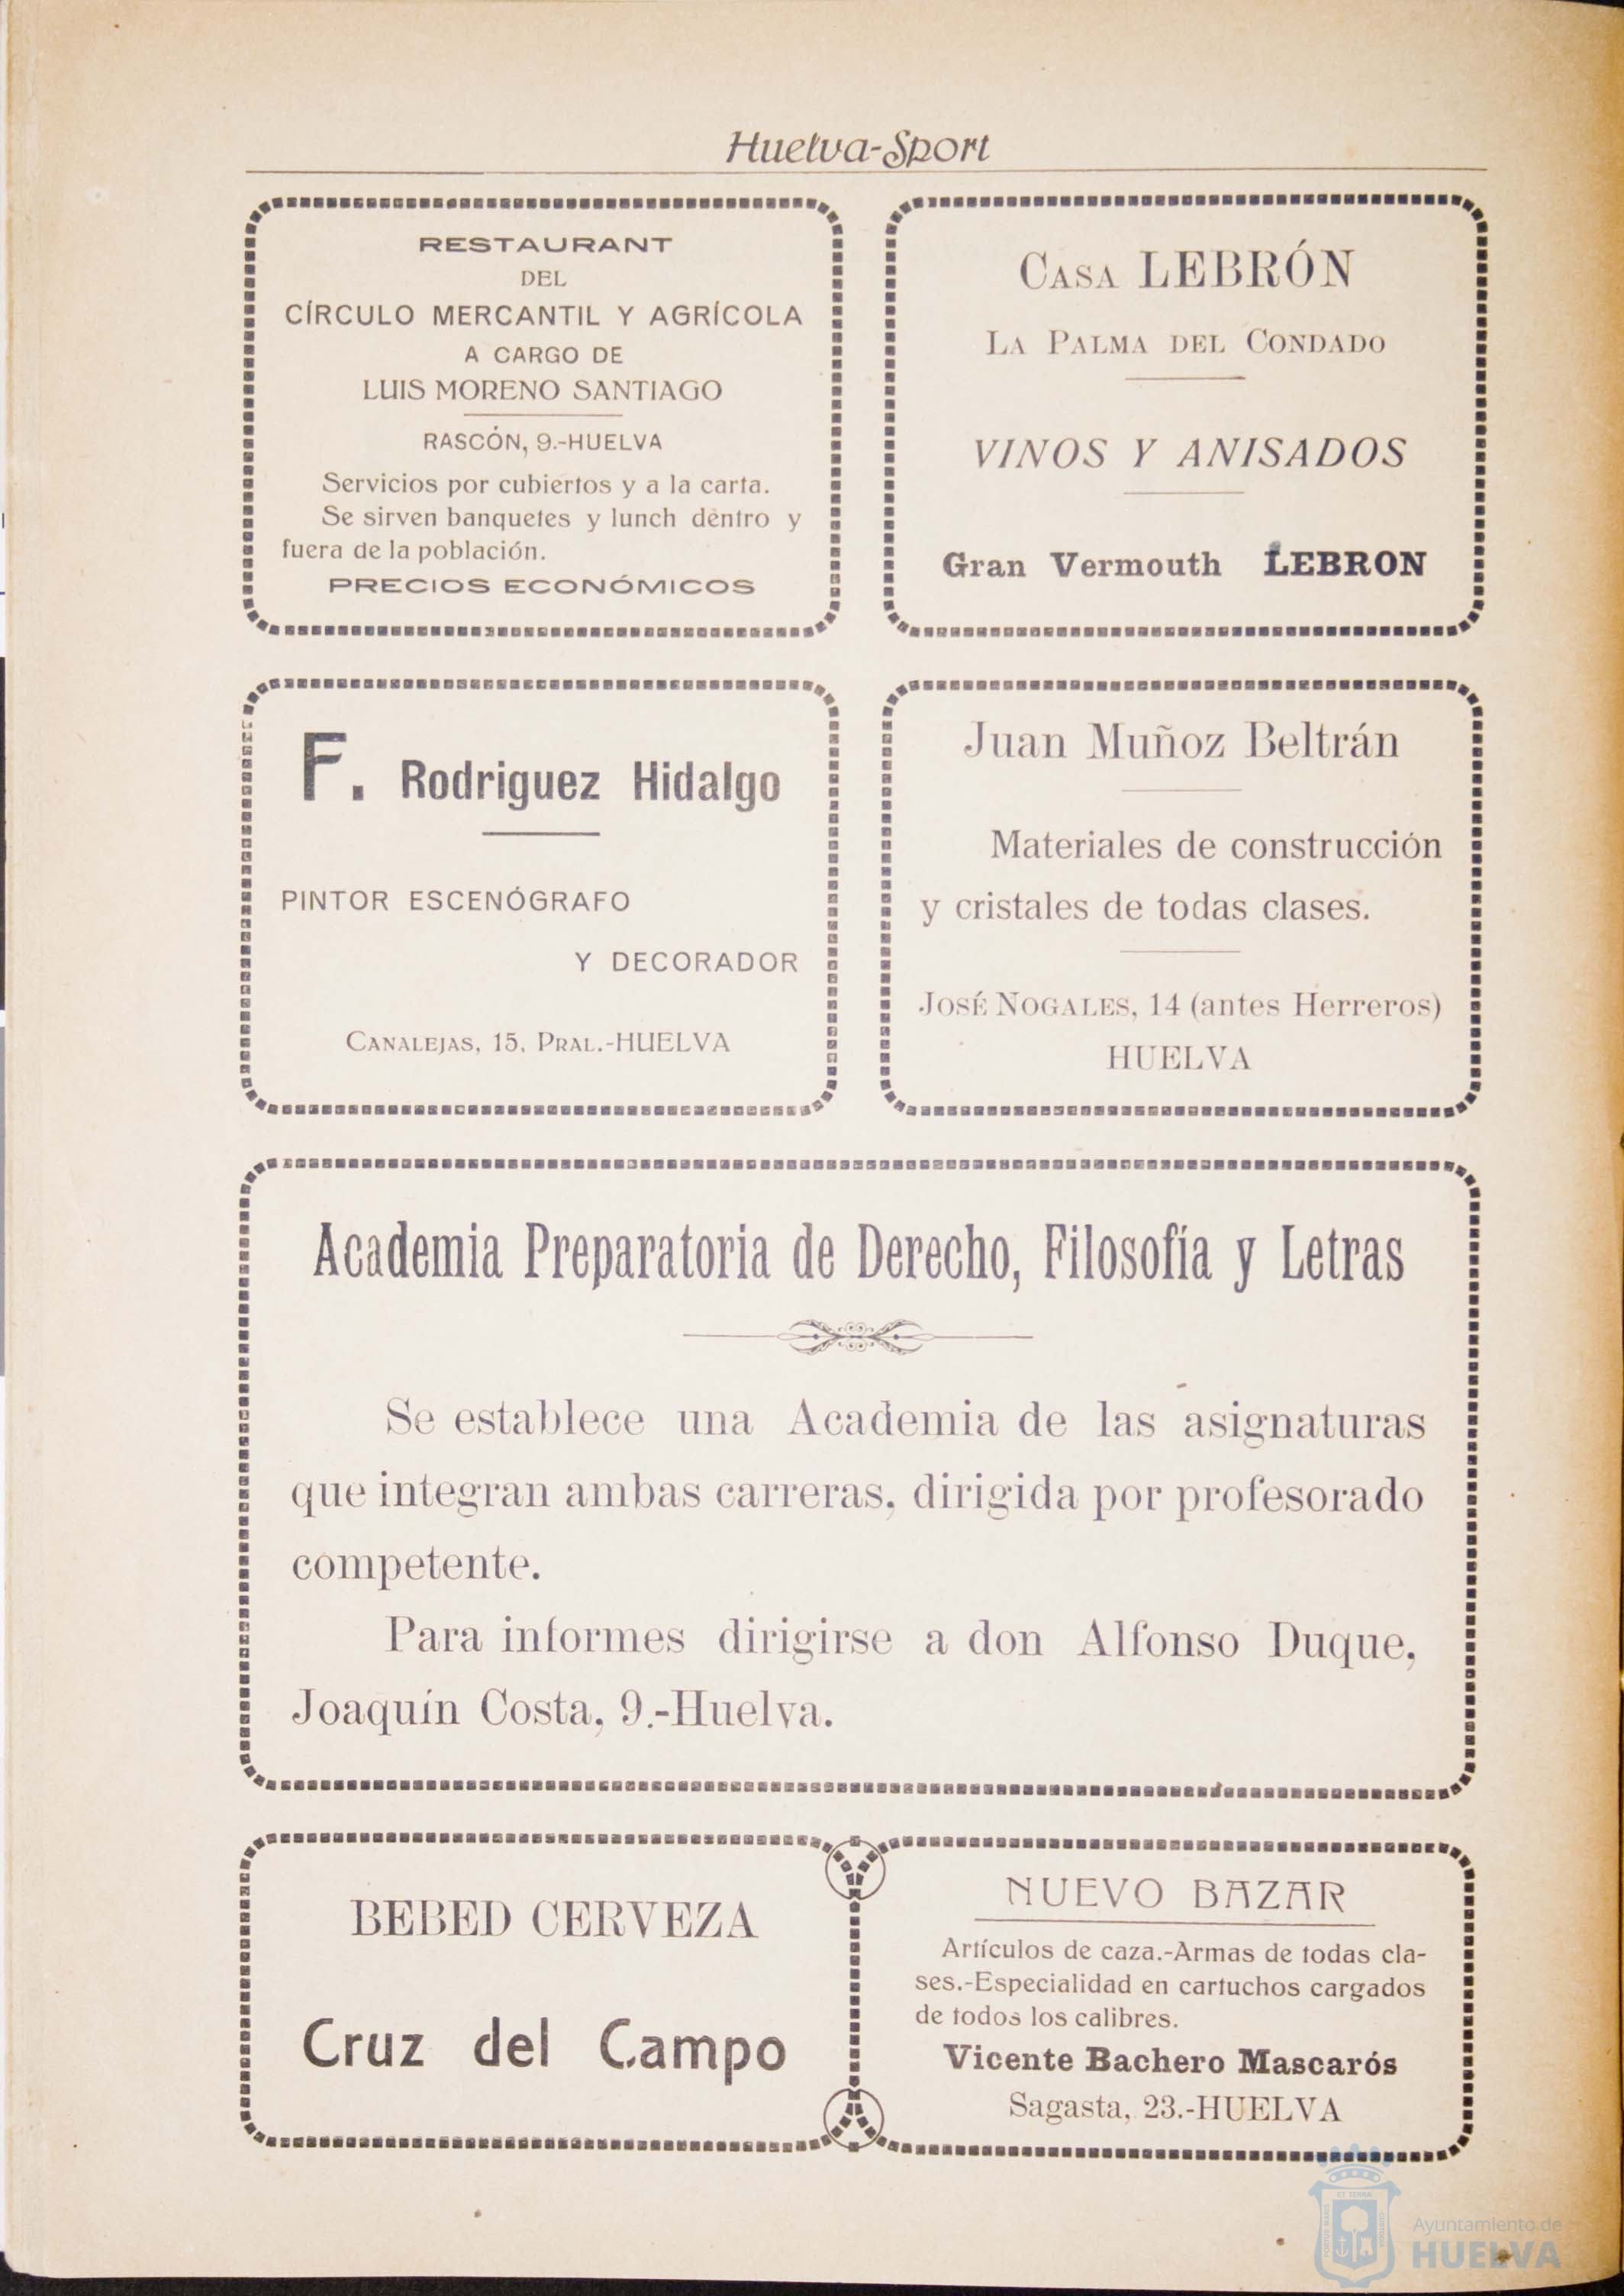 Huelva-Sport
RESTAURANT
DEL
CÍRCULO MERCANTIL Y AGRÍCOLA
A CARGO DE
LUIS MORENO SANTIAGO
RASCÓN, 9.-HUELVA
Servicios por cubiertos y a la carta.
Se sirven banquetes y lunch dentro y
fuera de la población.
PRECIOS ECONÓMICOS
CASA LEBRÓN
LA PALMA DEL CONDADO
VINOS Y ANISADOS
Gran Vermouth LEBRON
F. Rodriguez Hidalgo
PINTOR ESCENÓGRAFO
Y DECORADOR
CANALEJAS, 15, PRAL.-HUELVA
Juan Muñoz Beltrán
Materiales de construcción
y cristales de todas clases.
JOSÉ NOGALES, 14 (antes Herreros)
HUELVA
Academia Preparatoria de Derecho, Filosofía y Letras
Se establece una Academia de las asignaturas
que integran ambas carreras, dirigida por profesorado
competente.
Para informes dirigirse a don Alfonso Duque,
Joaquín Costa, 9.-Huelva.
BEBED CERVEZA
Cruz del Campo
NUEVO BAZAR
Artículos de caza.-Armas de todas cla-
ses.-Especialidad en cartuchos cargados
de todos los calibres.
Vicente Bachero Mascarós
Sagasta, 23.-HUELVA
Ayuntamiento de
HUELVA